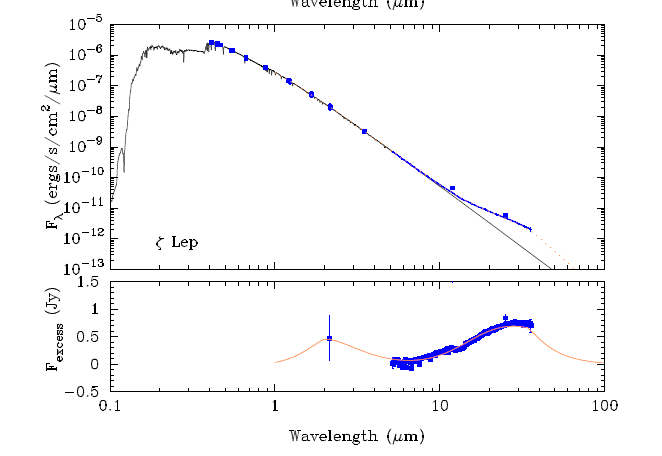 Wavelength (μm)
10⁻⁵
10⁻⁶
10⁻⁷
10⁻⁸
10⁻⁹
10⁻¹⁰
10⁻¹¹
10⁻¹²
10⁻¹³
F_λ (ergs/s/cm²/μm)
ζ Lep
1.5
1
0.5
0
−0.5
F_excess (Jy)
0.1 1 10 100
Wavelength (μm)